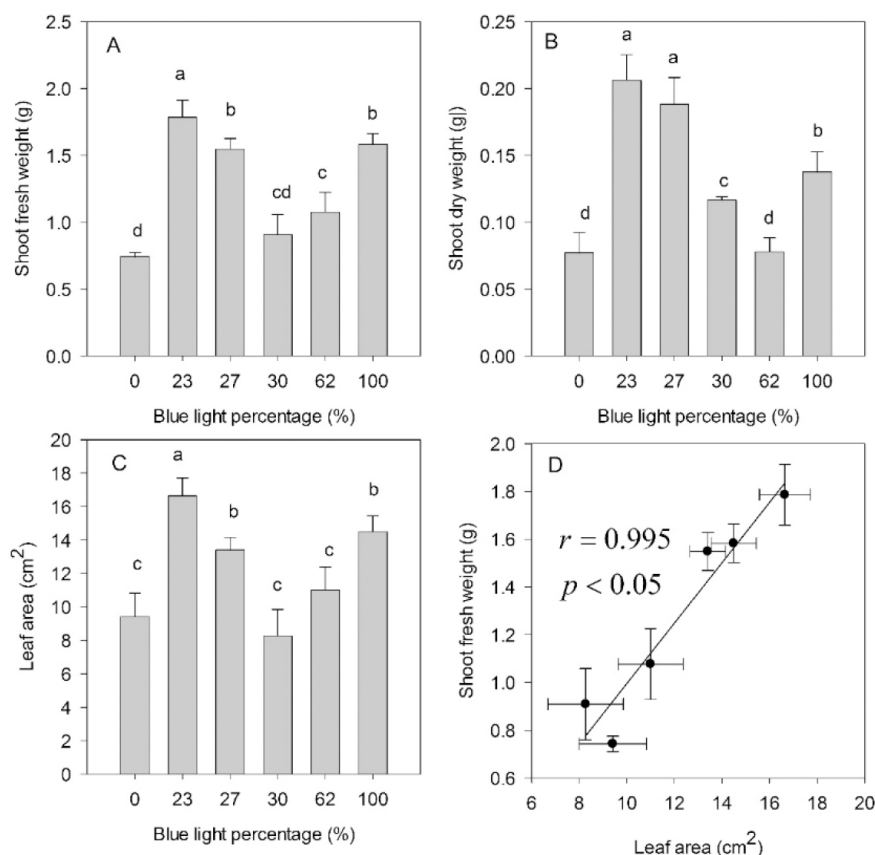 A
Shoot fresh weight (g)
2.5
2.0
1.5
1.0
0.5
0.0
d
a
b
cd
c
b
0 23 27 30 62 100
Blue light percentage (%)
B
Shoot dry weight (g|)
0.25
0.20
0.15
0.10
0.05
0.00
d
a
a
c
d
b
0 23 27 30 62 100
Blue light percentage (%)
C
Leaf area (cm²)
20
18
16
14
12
10
8
6
4
2
0
c
a
b
c
c
b
0 23 27 30 62 100
Blue light percentage (%)
D
Shoot fresh weight (g)
2.0
1.8
1.6
1.4
1.2
1.0
0.8
0.6
r = 0.995
p < 0.05
6 8 10 12 14 16 18 20
Leaf area (cm²)